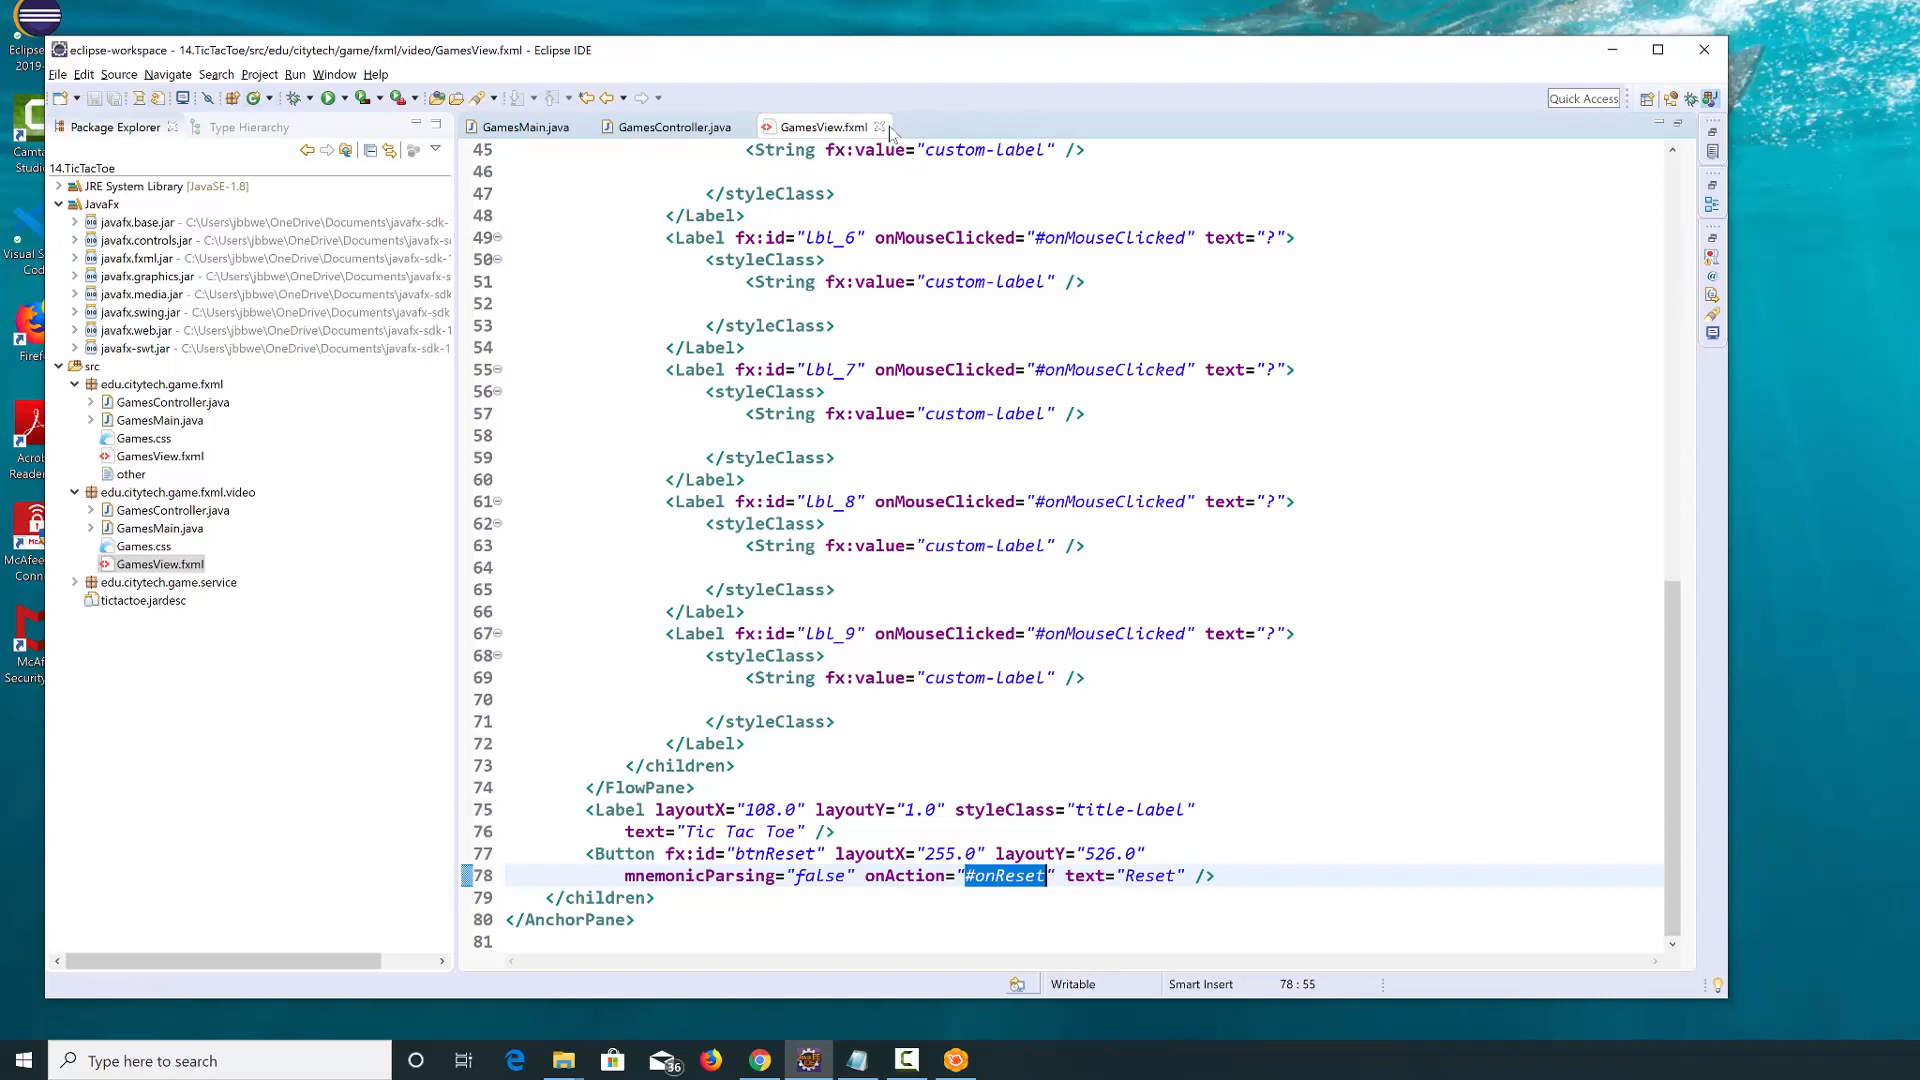 Eclipse
2019-
Camta
Studi
Visual S
Cod
Firef
Acro
Reade
McAfee
Conn
McAf
Security
eclipse-workspace - 14.TicTacToe/src/edu/citytech/game/fxml/video/GamesView.fxml - Eclipse IDE
File Edit Source Navigate Search Project Run Window Help
Quick Access
Package Explorer
Type Hierarchy
GamesMain.java
GamesController.java
GamesView.fxml
14.TicTacToe
JRE System Library [JavaSE-1.8]
JavaFx
javafx.base.jar - C:\Users\jbbwe\OneDrive\Documents\javafx-sdk-
javafx.controls.jar - C:\Users\jbbwe\OneDrive\Documents\javafx-s
javafx.fxml.jar - C:\Users\jbbwe\OneDrive\Documents\javafx-sdk-1
javafx.graphics.jar - C:\Users\jbbwe\OneDrive\Documents\javafx-s
javafx.media.jar - C:\Users\jbbwe\OneDrive\Documents\javafx-sdk
javafx.swing.jar - C:\Users\jbbwe\OneDrive\Documents\javafx-sdk-
javafx.web.jar - C:\Users\jbbwe\OneDrive\Documents\javafx-sdk-1
javafx-swt.jar - C:\Users\jbbwe\OneDrive\Documents\javafx-sdk-1
src
edu.citytech.game.fxml
GamesController.java
GamesMain.java
Games.css
GamesView.fxml
other
edu.citytech.game.fxml.video
GamesController.java
GamesMain.java
Games.css
GamesView.fxml
edu.citytech.game.service
tictactoe.jardesc
45 <String fx:value="custom-label" />
46
47 </styleClass>
48 </Label>
49 <Label fx:id="lbl_6" onMouseClicked="#onMouseClicked" text="?">
50 <styleClass>
51 <String fx:value="custom-label" />
52
53 </styleClass>
54 </Label>
55 <Label fx:id="lbl_7" onMouseClicked="#onMouseClicked" text="?">
56 <styleClass>
57 <String fx:value="custom-label" />
58
59 </styleClass>
60 </Label>
61 <Label fx:id="lbl_8" onMouseClicked="#onMouseClicked" text="?">
62 <styleClass>
63 <String fx:value="custom-label" />
64
65 </styleClass>
66 </Label>
67 <Label fx:id="lbl_9" onMouseClicked="#onMouseClicked" text="?">
68 <styleClass>
69 <String fx:value="custom-label" />
70
71 </styleClass>
72 </Label>
73 </children>
74 </FlowPane>
75 <Label layoutX="108.0" layoutY="1.0" styleClass="title-label"
76 text="Tic Tac Toe" />
77 <Button fx:id="btnReset" layoutX="255.0" layoutY="526.0"
78 mnemonicParsing="false" onAction="#onReset" text="Reset" />
79 </children>
80 </AnchorPane>
81
Writable
Smart Insert
78 : 55
Type here to search
36